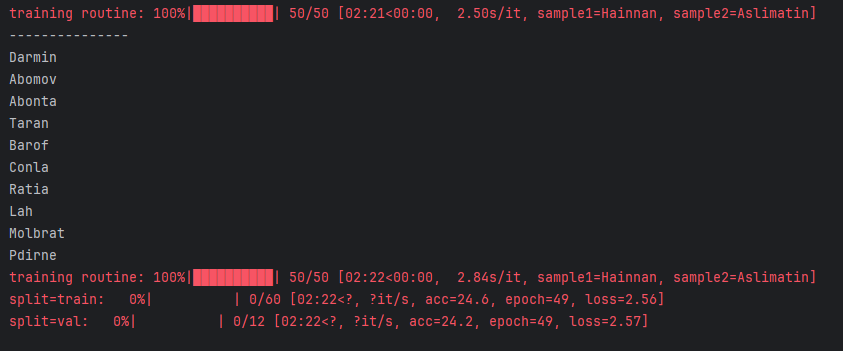 training routine: 100%|██████████| 50/50 [02:21<00:00,  2.50s/it, sample1=Hainnan, sample2=Aslimatin]
---------------
Darmin
Abomov
Abonta
Taran
Barof
Conla
Ratia
Lah
Molbrat
Pdirne
training routine: 100%|██████████| 50/50 [02:22<00:00,  2.84s/it, sample1=Hainnan, sample2=Aslimatin]
split=train:   0%|          | 0/60 [02:22<?, ?it/s, acc=24.6, epoch=49, loss=2.56]
split=val:   0%|          | 0/12 [02:22<?, ?it/s, acc=24.2, epoch=49, loss=2.57]